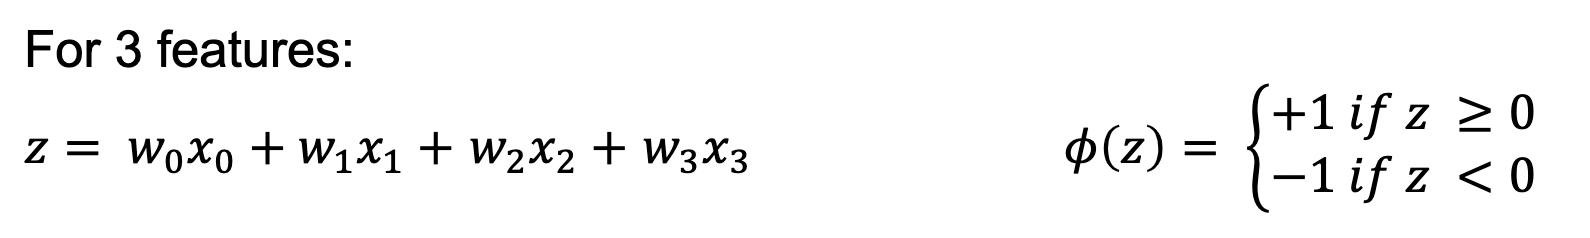 For 3 features:
z = w₀x₀ + w₁x₁ + w₂x₂ + w₃x₃
ϕ(z) = { +1 if z ≥ 0
−1 if z < 0